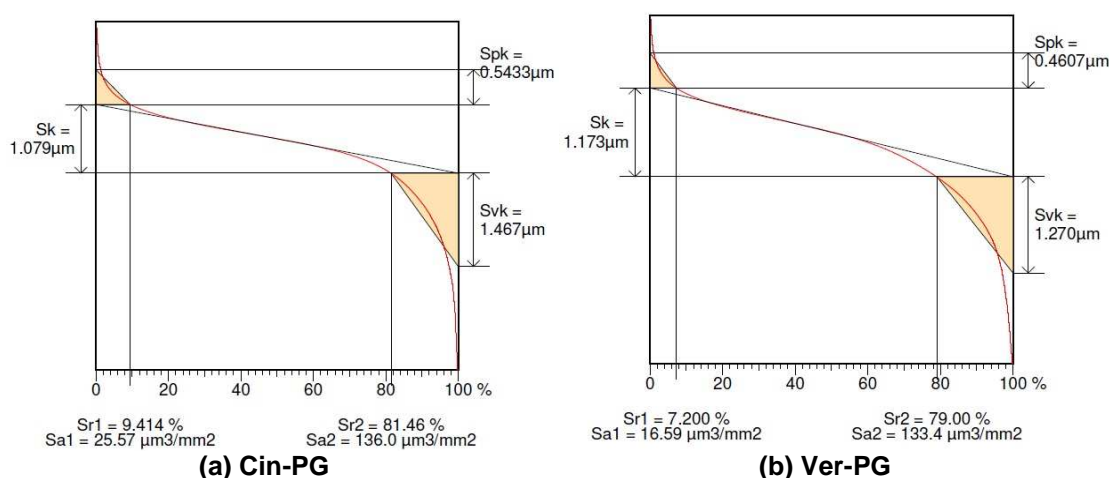 Spk =
0.5433µm
Sk =
1.079µm
Svk =
1.467µm
0 20 40 60 80 100 %
Sr1 = 9.414 % Sr2 = 81.46 %
Sa1 = 25.57 µm3/mm2 Sa2 = 136.0 µm3/mm2
(a) Cin-PG
Spk =
0.4607µm
Sk =
1.173µm
Svk =
1.270µm
0 20 40 60 80 100 %
Sr1 = 7.200 % Sr2 = 79.00 %
Sa1 = 16.59 µm3/mm2 Sa2 = 133.4 µm3/mm2
(b) Ver-PG